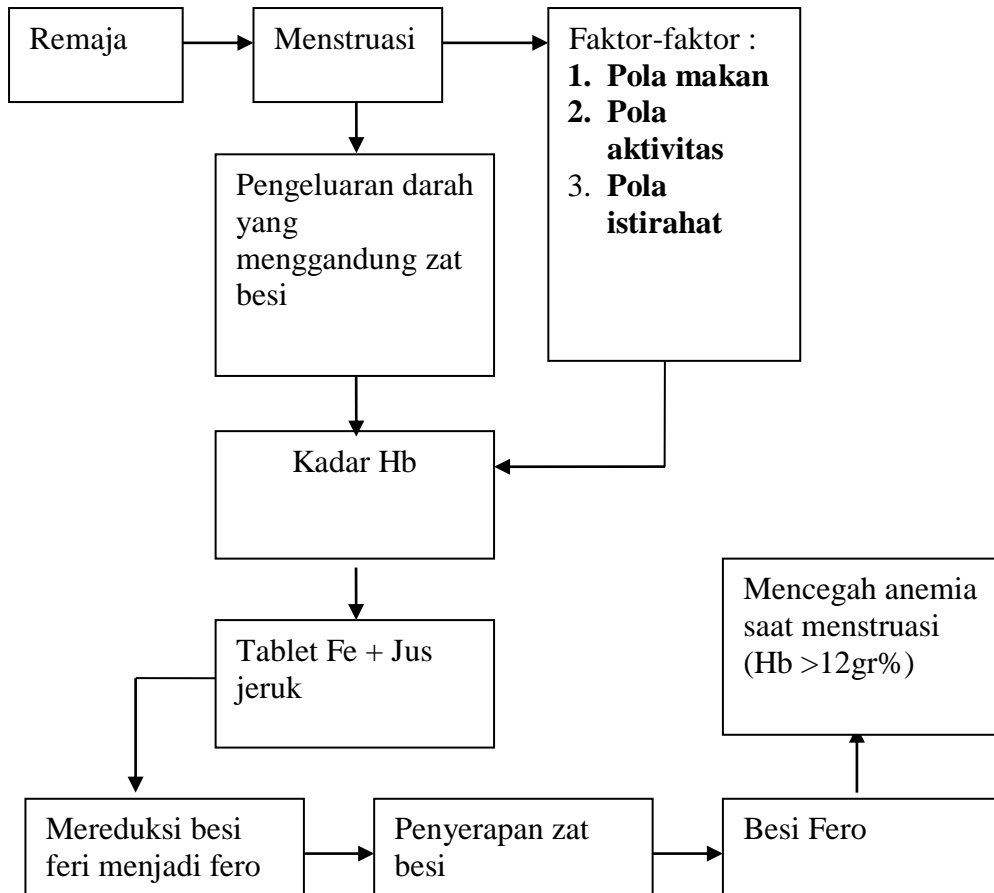 Remaja
Menstruasi
Faktor-faktor :
1. Pola makan
2. Pola
aktivitas
3. Pola
istirahat
Pengeluaran darah
yang
menggandung zat
besi
Kadar Hb
Mencegah anemia
saat menstruasi
(Hb >12gr%)
Tablet Fe + Jus
jeruk
Mereduksi besi
feri menjadi fero
Penyerapan zat
besi
Besi Fero